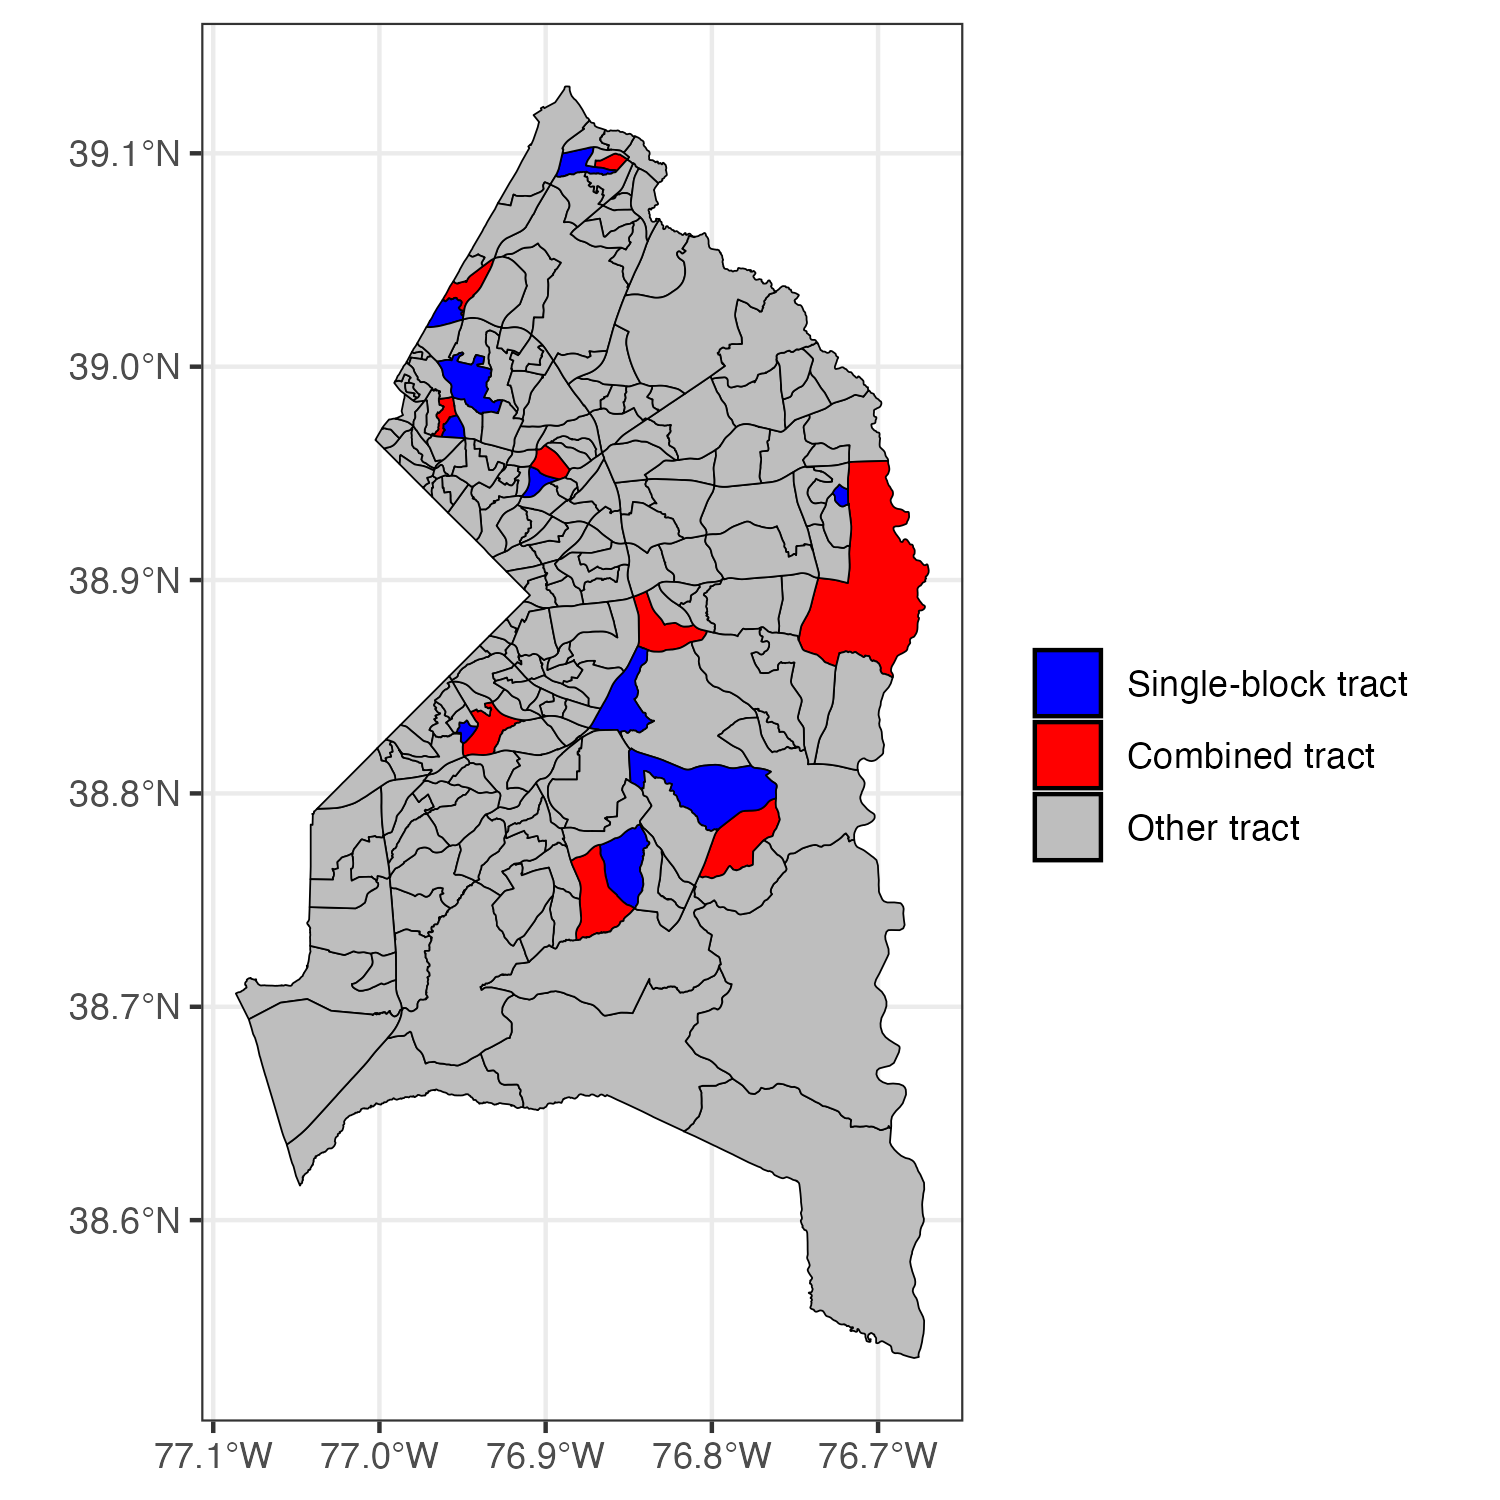 39.1°N
39.0°N
38.9°N
38.8°N
38.7°N
38.6°N
77.1°W 77.0°W 76.9°W 76.8°W 76.7°W
Single-block tract
Combined tract
Other tract